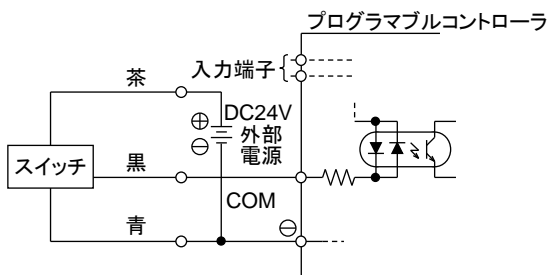 プログラマブルコントローラ
入力端子
茶
DC24V
⊕
外部
⊖
電源
スイッチ
黒
COM
青
⊖